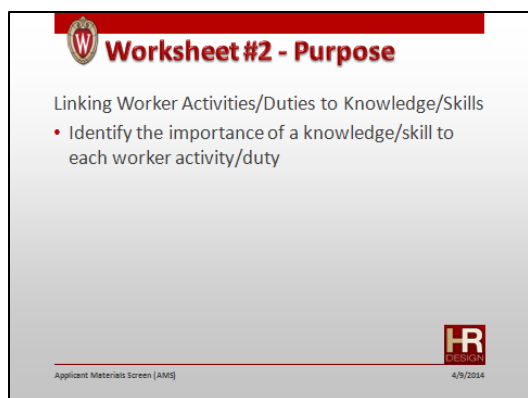 W
Worksheet #2 - Purpose
Linking Worker Activities/Duties to Knowledge/Skills
• Identify the importance of a knowledge/skill to
each worker activity/duty
HR
DESIGN
Applicant Materials Screen (AMS)
4/9/2014